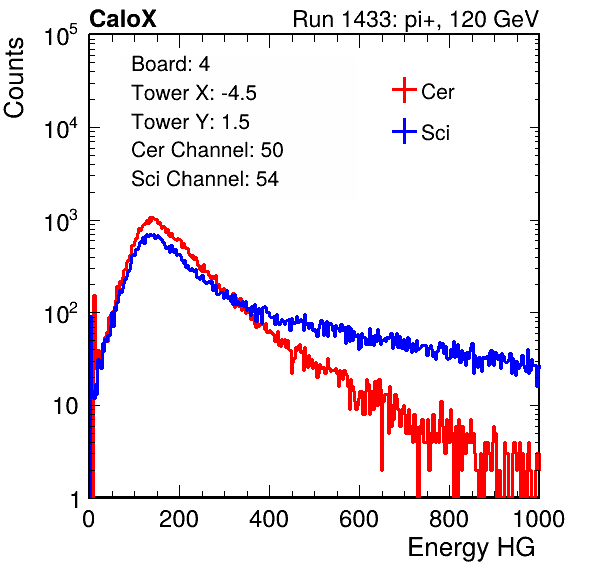 CaloX Run 1433: pi+, 120 GeV
Counts
10^5
10^4
10^3
10^2
10
1
Board: 4
Tower X: -4.5
Tower Y: 1.5
Cer Channel: 50
Sci Channel: 54
Cer
Sci
0 200 400 600 800 1000
Energy HG